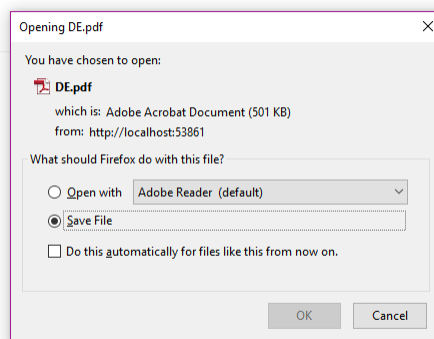 Opening DE.pdf
You have chosen to open:
DE.pdf
which is: Adobe Acrobat Document (501 KB)
from: http://localhost:53861
What should Firefox do with this file?
Open with Adobe Reader (default)
Save File
Do this automatically for files like this from now on.
OK Cancel